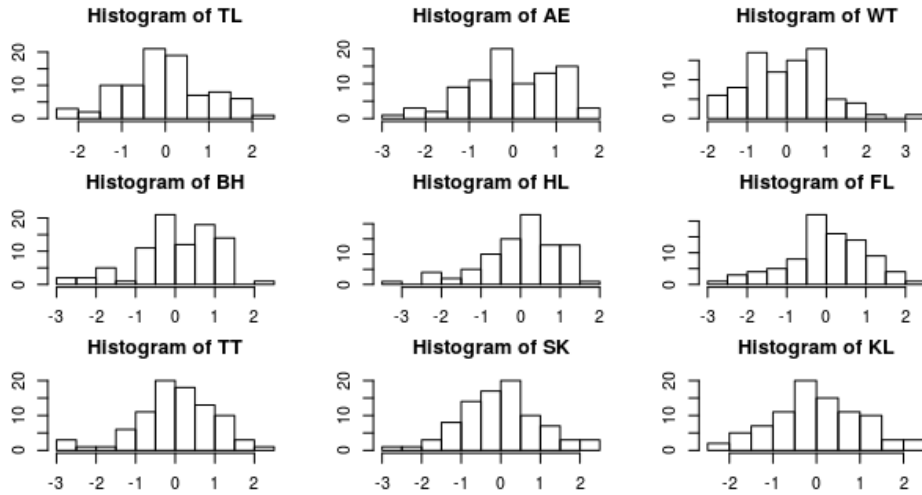 Histogram of TL
Histogram of AE
Histogram of WT
0 10 20
0 5 10 15 20
0 10
-2 -1 0 1 2
-3 -2 -1 0 1 2
-2 -1 0 1 2 3
Histogram of BH
Histogram of HL
Histogram of FL
0 10 20
0 10
0 10
-3 -2 -1 0 1 2
-3 -2 -1 0 1 2
-3 -2 -1 0 1 2
Histogram of TT
Histogram of SK
Histogram of KL
0 10 20
0 10 20
0 10 20
-3 -2 -1 0 1 2
-3 -2 -1 0 1 2
-2 -1 0 1 2